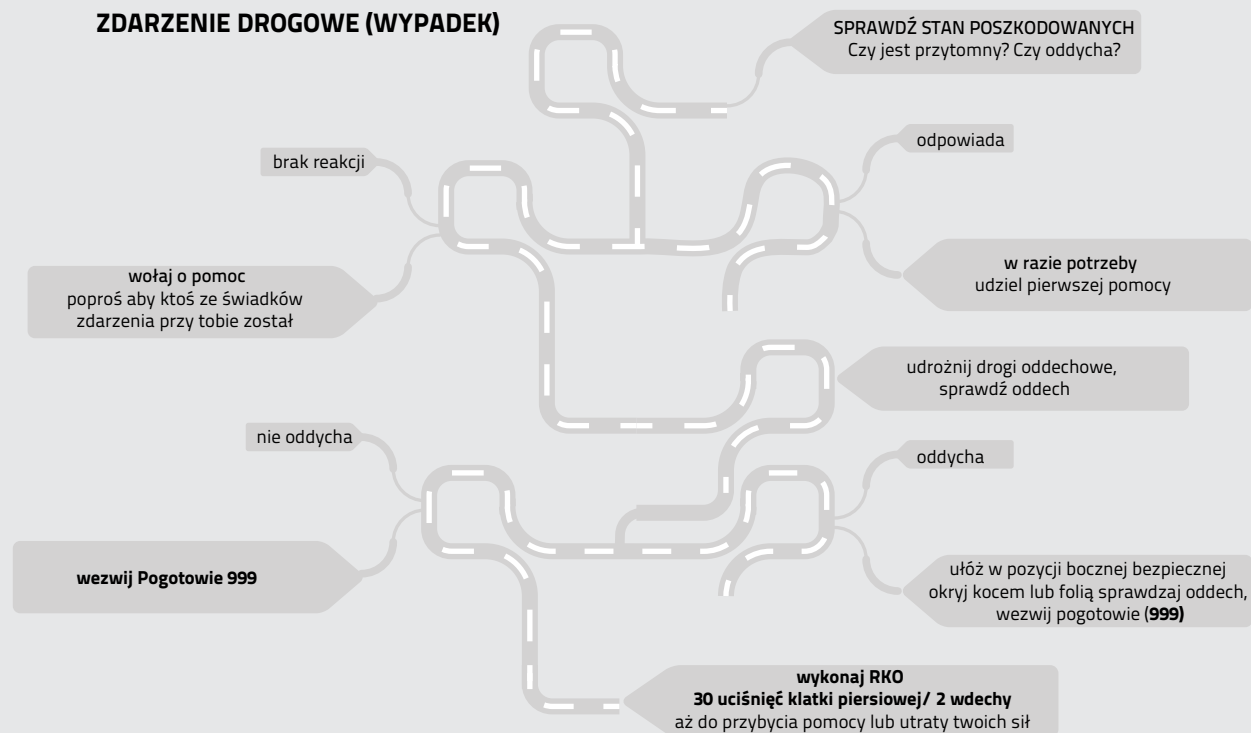 ZDARZENIE DROGOWE (WYPADEK)
SPRAWDŹ STAN POSZKODOWANYCH
Czy jest przytomny? Czy oddycha?
brak reakcji
odpowiada
wołaj o pomoc
poproś aby ktoś ze świadków
zdarzenia przy tobie został
w razie potrzeby
udziel pierwszej pomocy
udrożnij drogi oddechowe,
sprawdź oddech
nie oddycha
oddycha
wezwij Pogotowie 999
ułóż w pozycji bocznej bezpiecznej
okryj kocem lub folią sprawdzaj oddech,
wezwij pogotowie (999)
wykonaj RKO
30 uciśnięć klatki piersiowej/ 2 wdechy
aż do przybycia pomocy lub utraty twoich sił